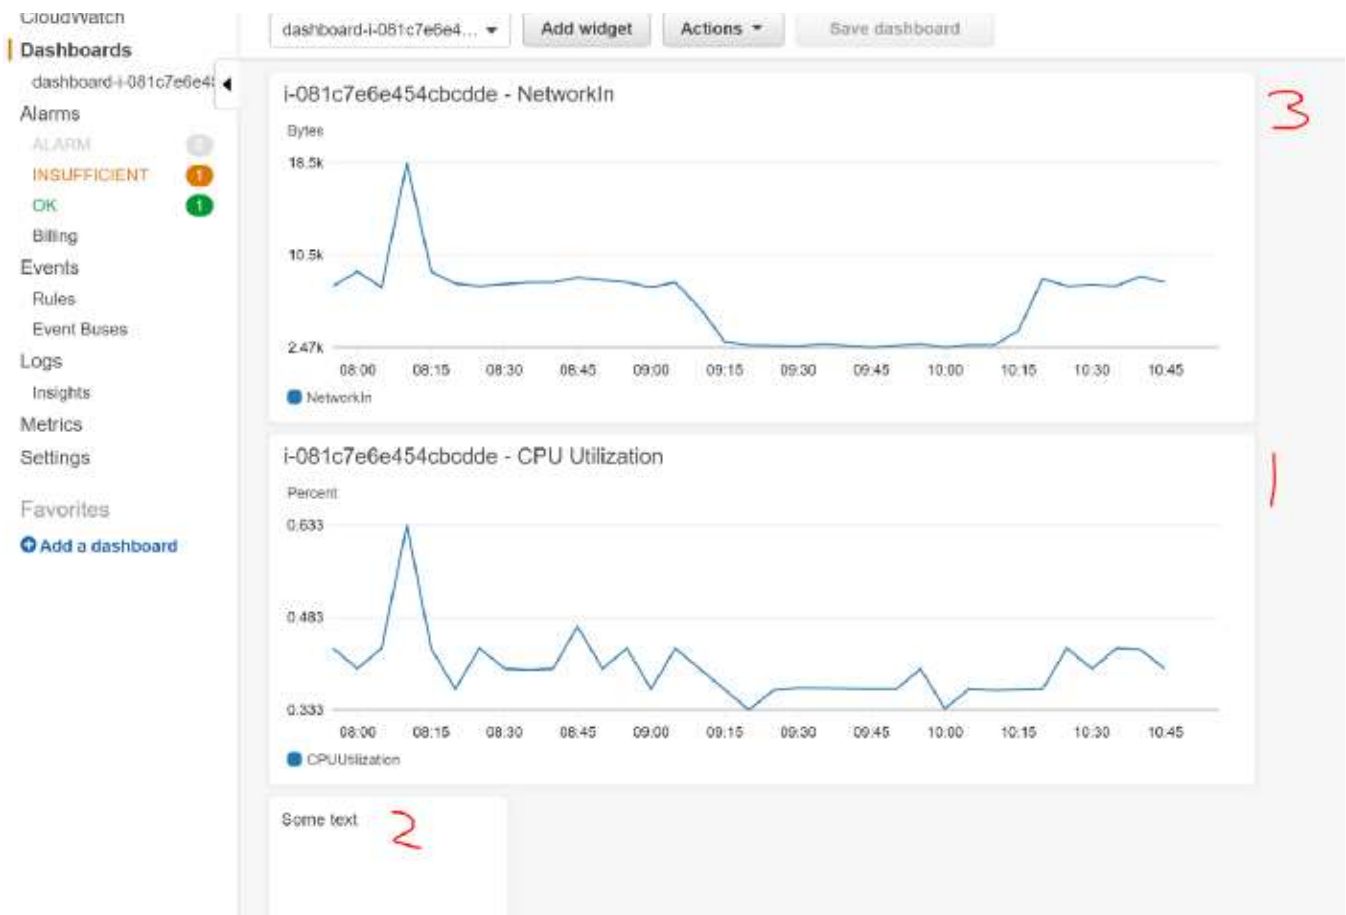 CloudWatch
Dashboards
dashboard-i-081c7e6e4
Alarms
ALARM
INSUFFICIENT 1
OK 1
Billing
Events
Rules
Event Buses
Logs
Insights
Metrics
Settings
Favorites
Add a dashboard
dashboard-i-081c7e6e4... Add widget Actions Save dashboard
i-081c7e6e454cbcdde - NetworkIn
3
Bytes
18.5k
10.5k
2.47k
08:00 08:15 08:30 08:45 09:00 09:15 09:30 09:45 10:00 10:15 10:30 10:45
NetworkIn
i-081c7e6e454cbcdde - CPU Utilization
1
Percent
0.633
0.483
0.333
08:00 08:15 08:30 08:45 09:00 09:15 09:30 09:45 10:00 10:15 10:30 10:45
CPUUtilization
Some text 2